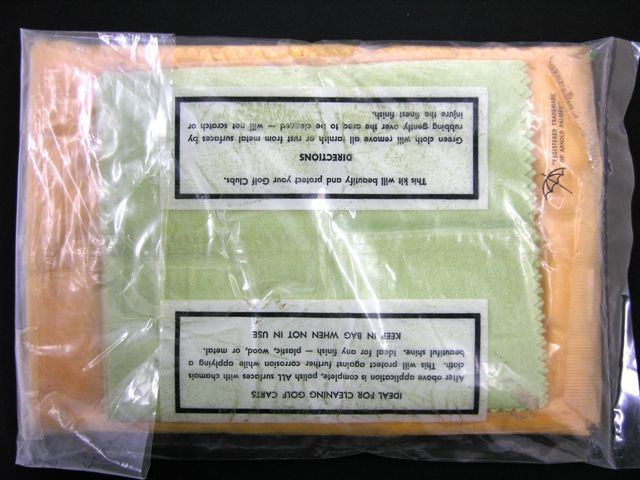 This kit will beautify and protect your Golf Clubs.
DIRECTIONS
Green cloth will remove all varnish or rust from metal surfaces by
rubbing gently over the area to be cleaned -- will not scratch or
injure the finest finish.
IDEAL FOR CLEANING GOLF CARTS
After above application is complete, polish ALL surfaces with chamois
cloth. This will protect against further corrosion while applying a
beautiful shine. Ideal for any finish — plastic, wood, or metal.
KEEP IN BAG WHEN NOT IN USE
"REGISTERED TRADEMARK
OF ARNOLD PALMER"